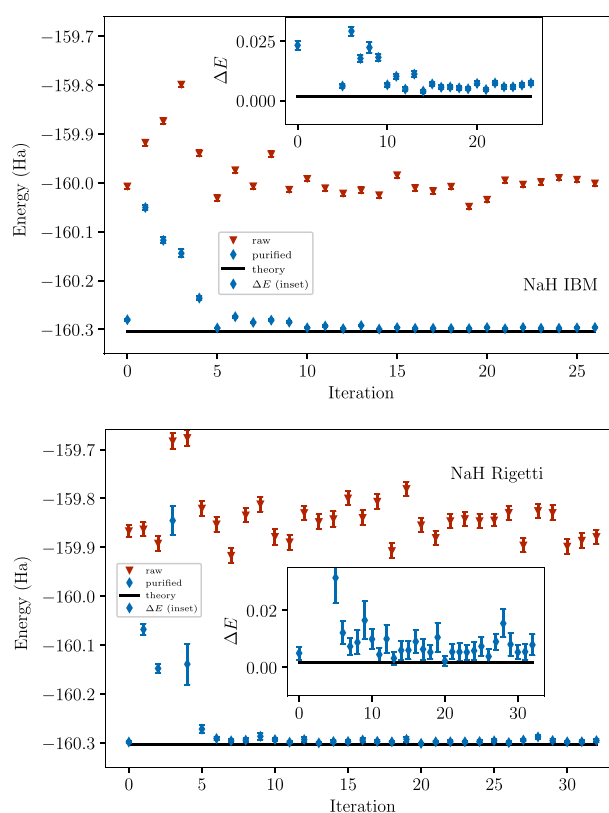 −159.7
−159.8
−159.9
−160.0
−160.1
−160.2
−160.3
Energy (Ha)
0.025
0.000
ΔE
0
10
20
raw
purified
theory
ΔE (inset)
NaH IBM
0
5
10
15
20
25
Iteration
−159.7
−159.8
−159.9
−160.0
−160.1
−160.2
−160.3
Energy (Ha)
NaH Rigetti
raw
purified
theory
ΔE (inset)
0.02
0.00
ΔE
0
10
20
30
0
5
10
15
20
25
30
Iteration